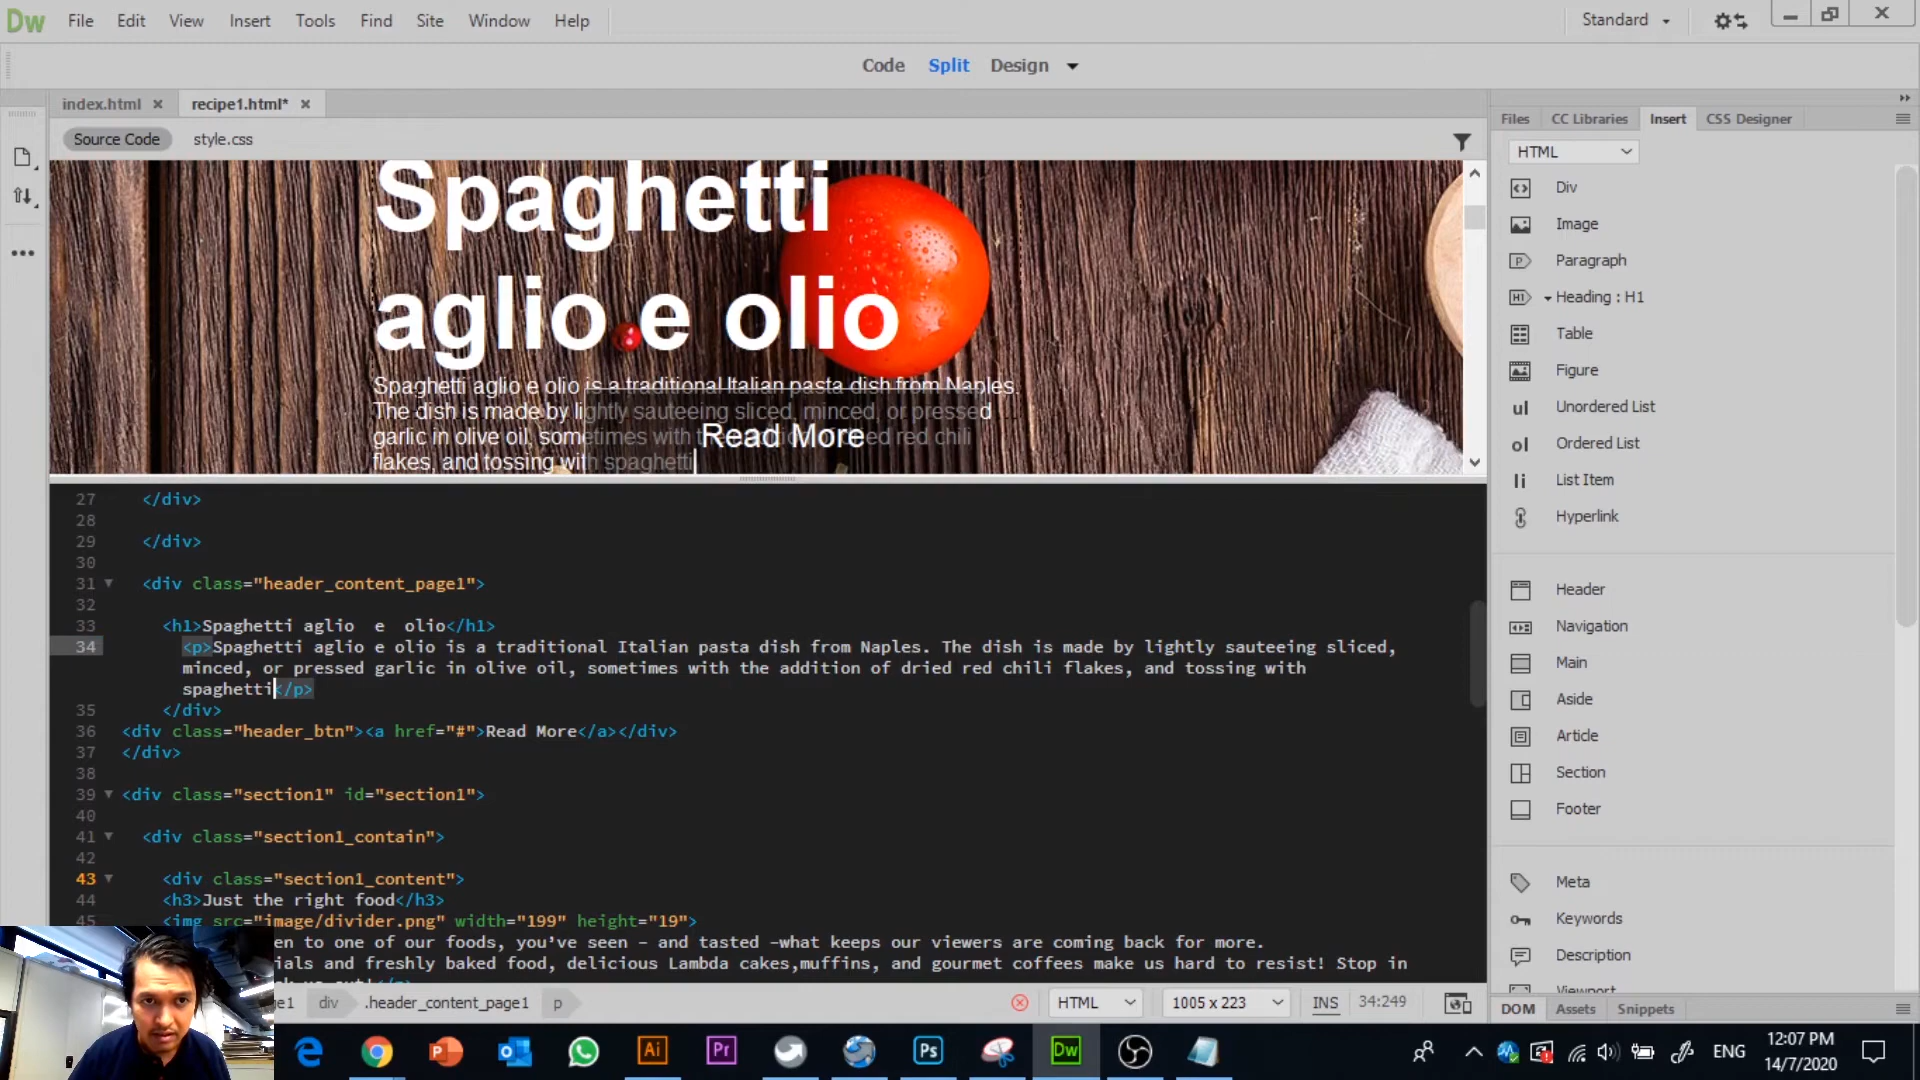 Dw File Edit View Insert Tools Find Site Window Help Standard
Code Split Design
index.html × recipe1.html* ×
Source Code style.css
Spaghetti
aglio e olio
Spaghetti aglio e olio is a traditional Italian pasta dish from Naples.
The dish is made by lightly sauteeing sliced, minced, or pressed
garlic in olive oil, sometimes with the addition of dried red chili
flakes, and tossing with spaghetti
Read More
27 </div>
28
29 </div>
30
31 <div class="header_content_page1">
32
33 <h1>Spaghetti aglio  e  olio</h1>
34 <p>Spaghetti aglio e olio is a traditional Italian pasta dish from Naples. The dish is made by lightly sauteeing sliced,
minced, or pressed garlic in olive oil, sometimes with the addition of dried red chili flakes, and tossing with
spaghetti</p>
35 </div>
36 <div class="header_btn"><a href="#">Read More</a></div>
37 </div>
38
39 <div class="section1" id="section1">
40
41 <div class="section1_contain">
42
43 <div class="section1_content">
44 <h3>Just the right food</h3>
45 <img src="image/divider.png" width="199" height="19">
en to one of our foods, you've seen – and tasted –what keeps our viewers are coming back for more.
ials and freshly baked food, delicious Lambda cakes,muffins, and gourmet coffees make us hard to resist! Stop in
e1 div .header_content_page1 p HTML 1005 x 223 INS 34:249
Files CC Libraries Insert CSS Designer
HTML
Div
Image
Paragraph
H1 Heading : H1
Table
Figure
ul Unordered List
ol Ordered List
li List Item
Hyperlink
Header
Navigation
Main
Aside
Article
Section
Footer
Meta
Keywords
Description
Viewport
DOM Assets Snippets
Ai Pr Ps Dw
ENG
12:07 PM
14/7/2020